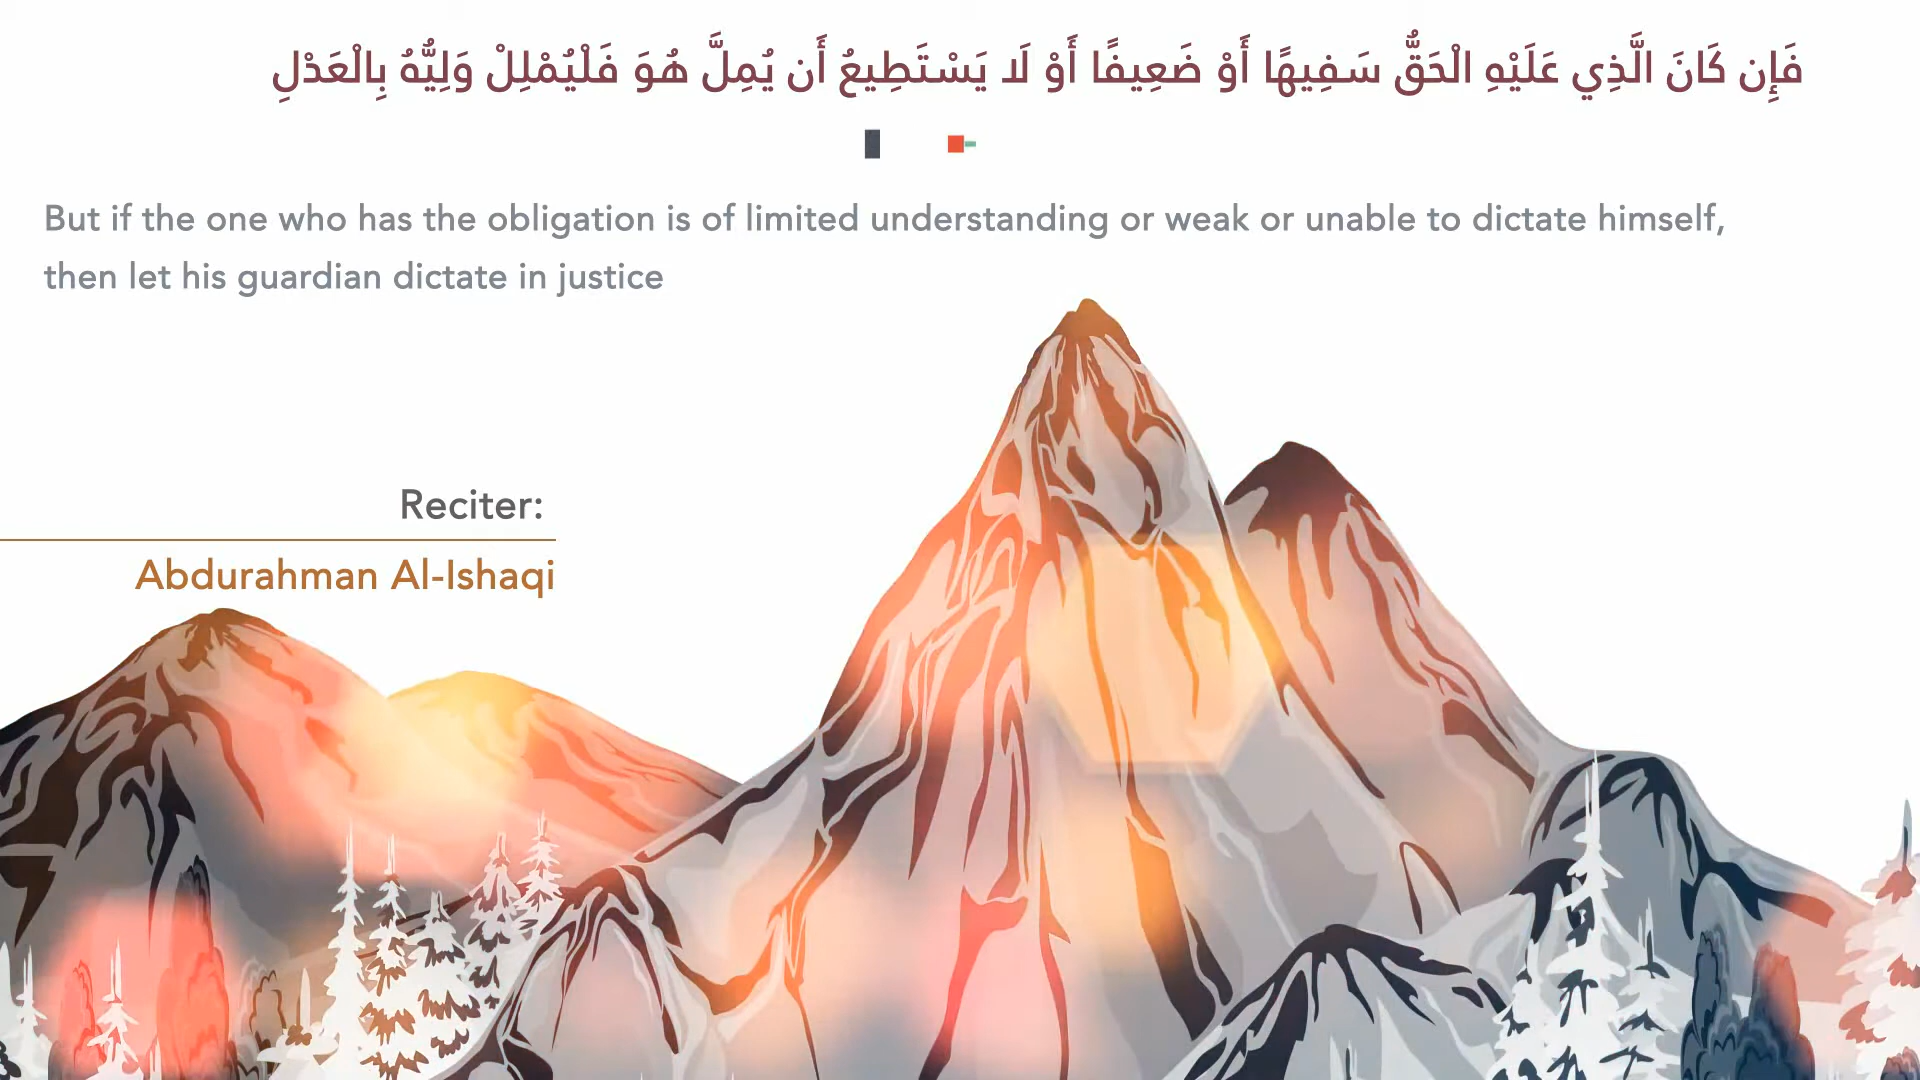 فَإِن كَانَ الَّذِي عَلَيْهِ الْحَقُّ سَفِيهًا أَوْ ضَعِيفًا أَوْ لَا يَسْتَطِيعُ أَن يُمِلَّ هُوَ فَلْيُمْلِلْ وَلِيُّهُ بِالْعَدْلِ
But if the one who has the obligation is of limited understanding or weak or unable to dictate himself,
then let his guardian dictate in justice
Reciter:
Abdurahman Al-Ishaqi